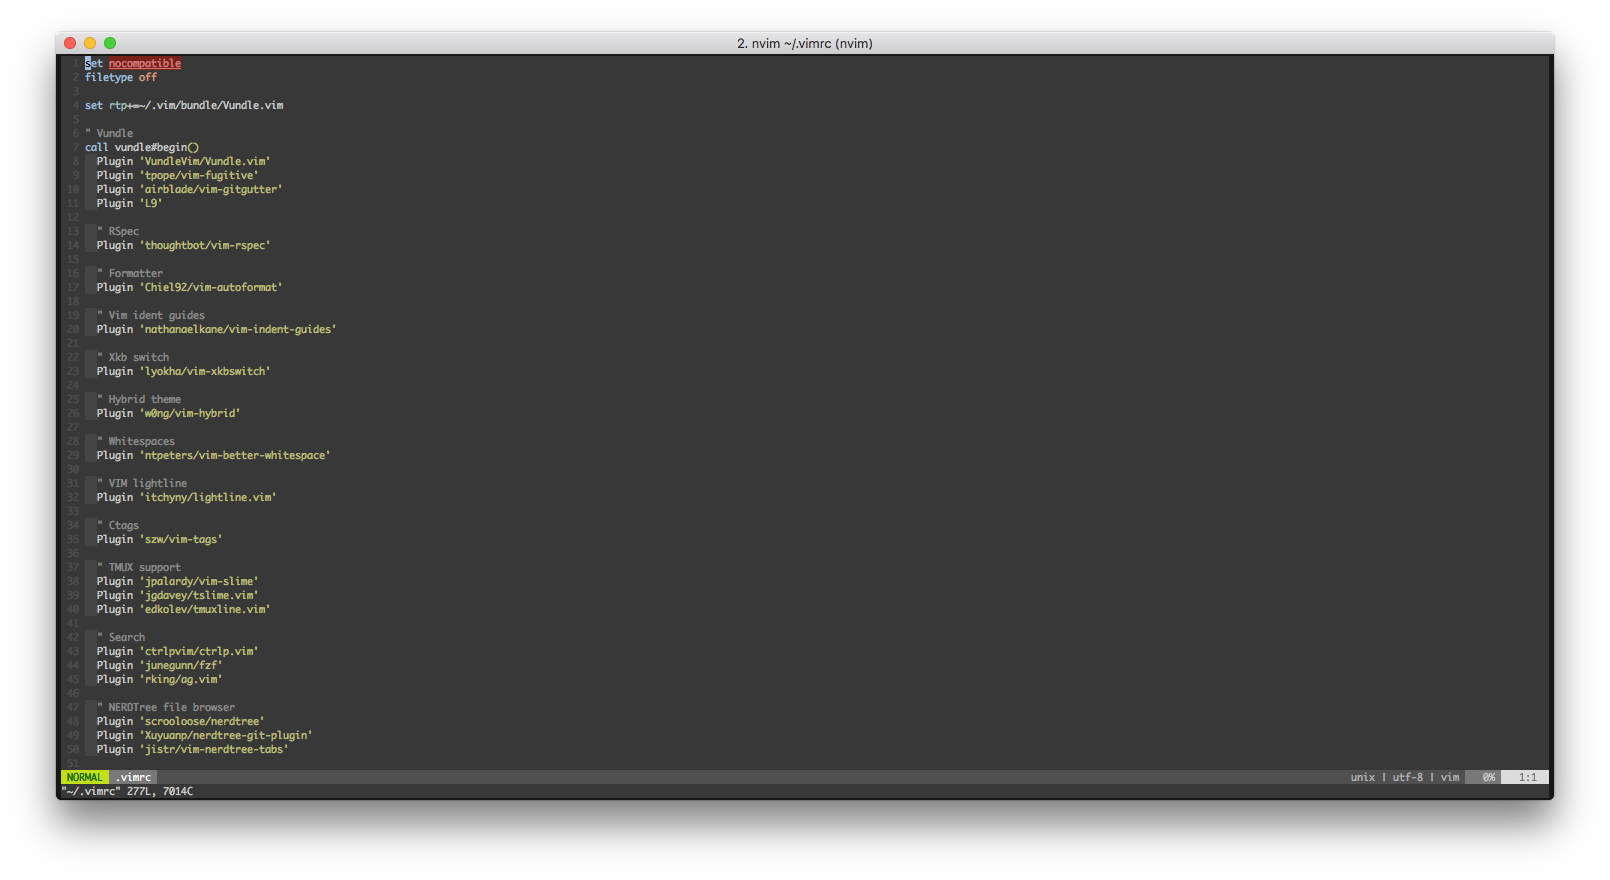 2. nvim ~/.vimrc (nvim)
1 set nocompatible
2 filetype off
3
4 set rtp+=~/.vim/bundle/Vundle.vim
5
6 " Vundle
7 call vundle#begin()
8 Plugin 'VundleVim/Vundle.vim'
9 Plugin 'tpope/vim-fugitive'
10 Plugin 'airblade/vim-gitgutter'
11 Plugin 'L9'
12
13 " RSpec
14 Plugin 'thoughtbot/vim-rspec'
15
16 " Formatter
17 Plugin 'Chiel92/vim-autoformat'
18
19 " Vim ident guides
20 Plugin 'nathanaelkane/vim-indent-guides'
21
22 " Xkb switch
23 Plugin 'lyokha/vim-xkbswitch'
24
25 " Hybrid theme
26 Plugin 'w0ng/vim-hybrid'
27
28 " Whitespaces
29 Plugin 'ntpeters/vim-better-whitespace'
30
31 " VIM lightline
32 Plugin 'itchyny/lightline.vim'
33
34 " Ctags
35 Plugin 'szw/vim-tags'
36
37 " TMUX support
38 Plugin 'jpalardy/vim-slime'
39 Plugin 'jgdavey/tslime.vim'
40 Plugin 'edkolev/tmuxline.vim'
41
42 " Search
43 Plugin 'ctrlpvim/ctrlp.vim'
44 Plugin 'junegunn/fzf'
45 Plugin 'rking/ag.vim'
46
47 " NERDTree file browser
48 Plugin 'scrooloose/nerdtree'
49 Plugin 'Xuyuanp/nerdtree-git-plugin'
50 Plugin 'jistr/vim-nerdtree-tabs'
51
NORMAL .vimrc unix | utf-8 | vim 0% 1:1
"~/.vimrc" 277L, 7014C